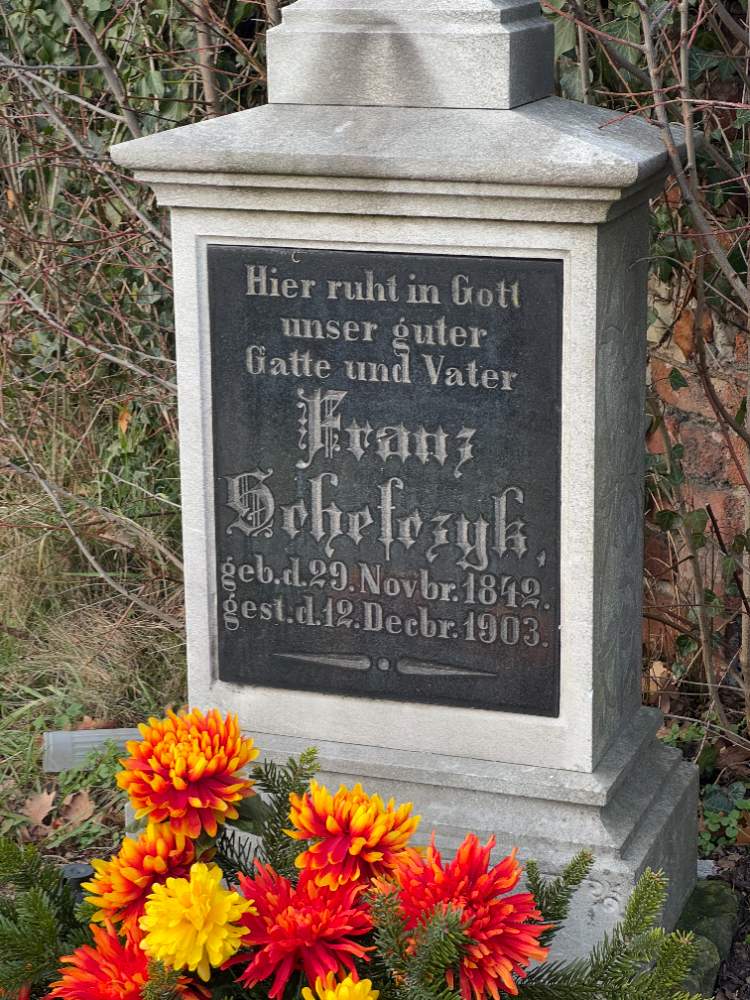 Hier ruht in Gott
unser guter
Gatte und Vater
Franz
Schefczyk,
geb. d. 29. Novbr. 1842.
gest. d. 12. Decbr. 1903.